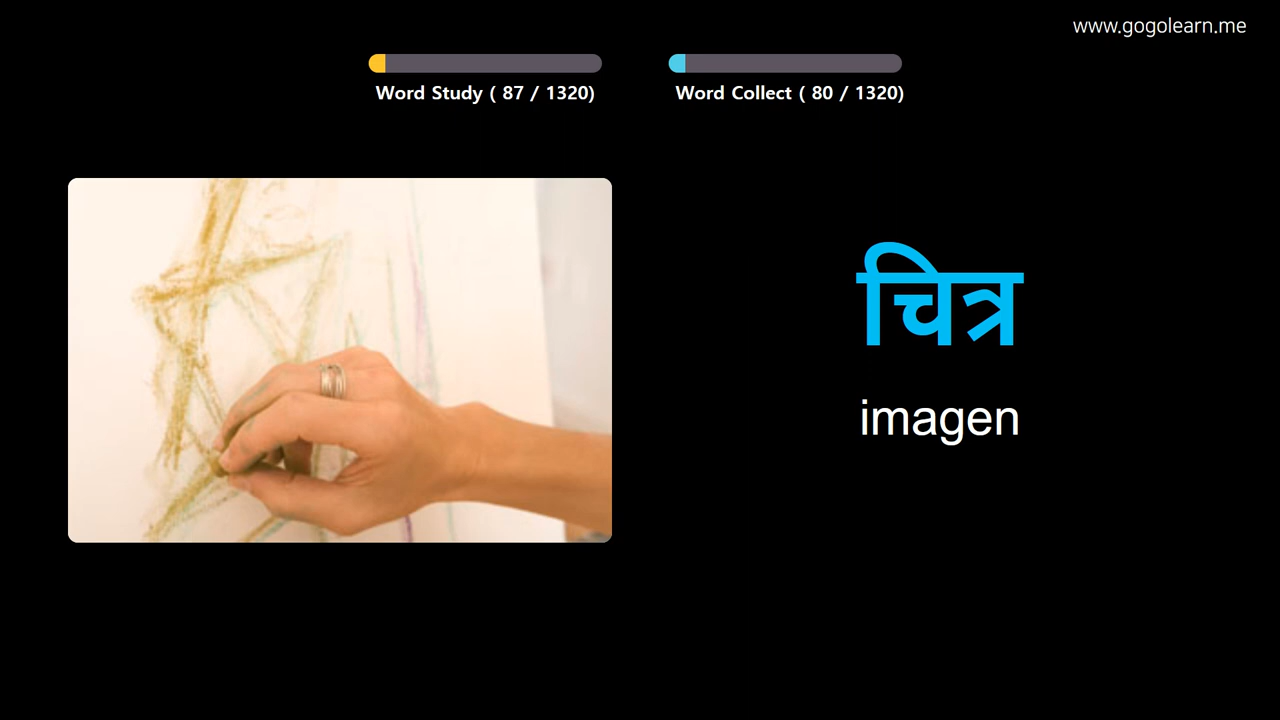 www.gogolearn.me
Word Study ( 87 / 1320)
Word Collect ( 80 / 1320)
चित्र
imagen